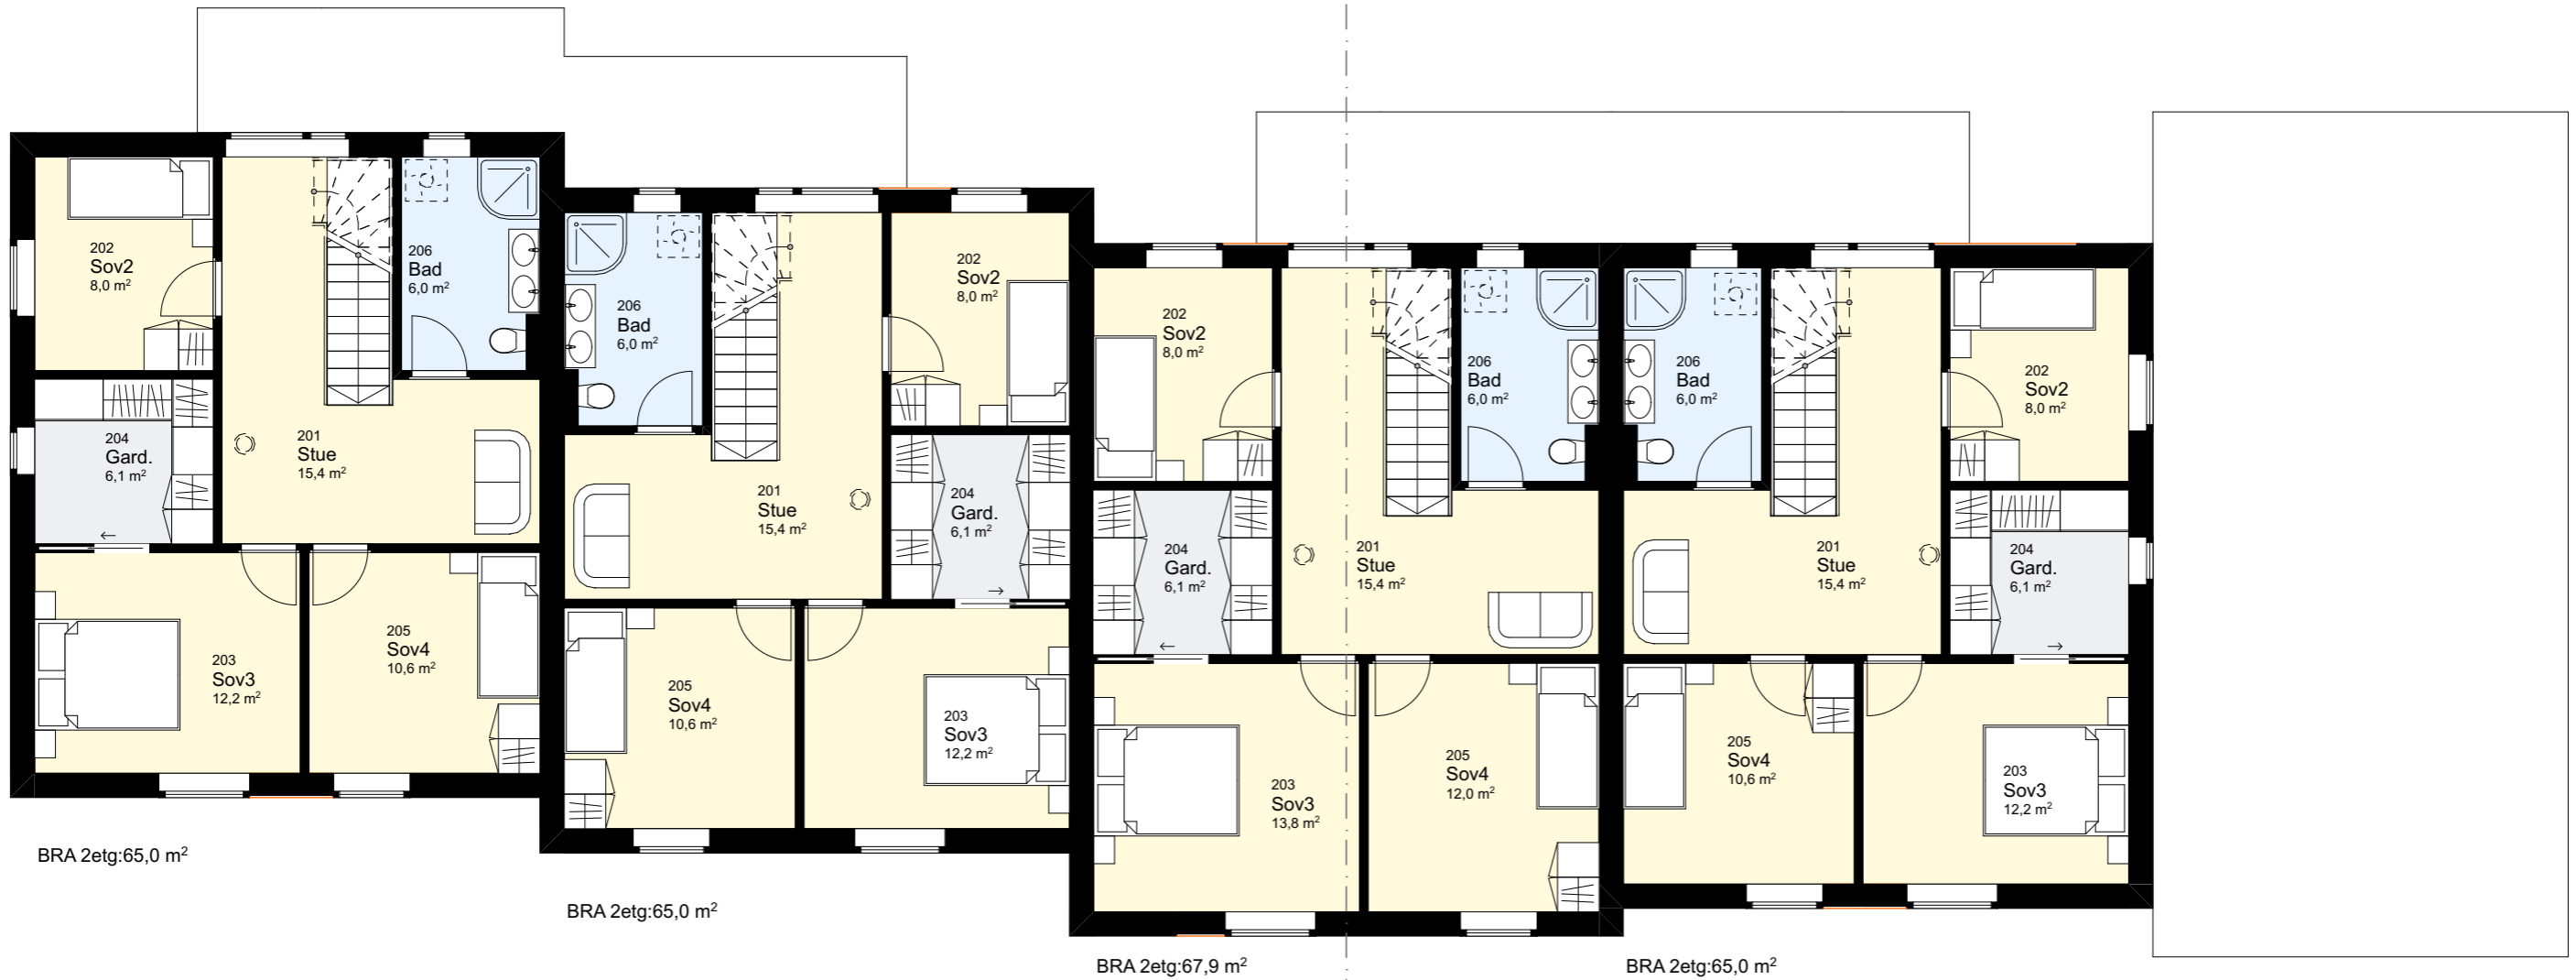 202
Sov2
8,0 m²
206
Bad
6,0 m²
204
Gard.
6,1 m²
201
Stue
15,4 m²
203
Sov3
12,2 m²
205
Sov4
10,6 m²
BRA 2etg:65,0 m²
206
Bad
6,0 m²
202
Sov2
8,0 m²
201
Stue
15,4 m²
204
Gard.
6,1 m²
205
Sov4
10,6 m²
203
Sov3
12,2 m²
BRA 2etg:65,0 m²
202
Sov2
8,0 m²
206
Bad
6,0 m²
204
Gard.
6,1 m²
201
Stue
15,4 m²
203
Sov3
13,8 m²
205
Sov4
12,0 m²
BRA 2etg:67,9 m²
206
Bad
6,0 m²
202
Sov2
8,0 m²
201
Stue
15,4 m²
204
Gard.
6,1 m²
205
Sov4
10,6 m²
203
Sov3
12,2 m²
BRA 2etg:65,0 m²